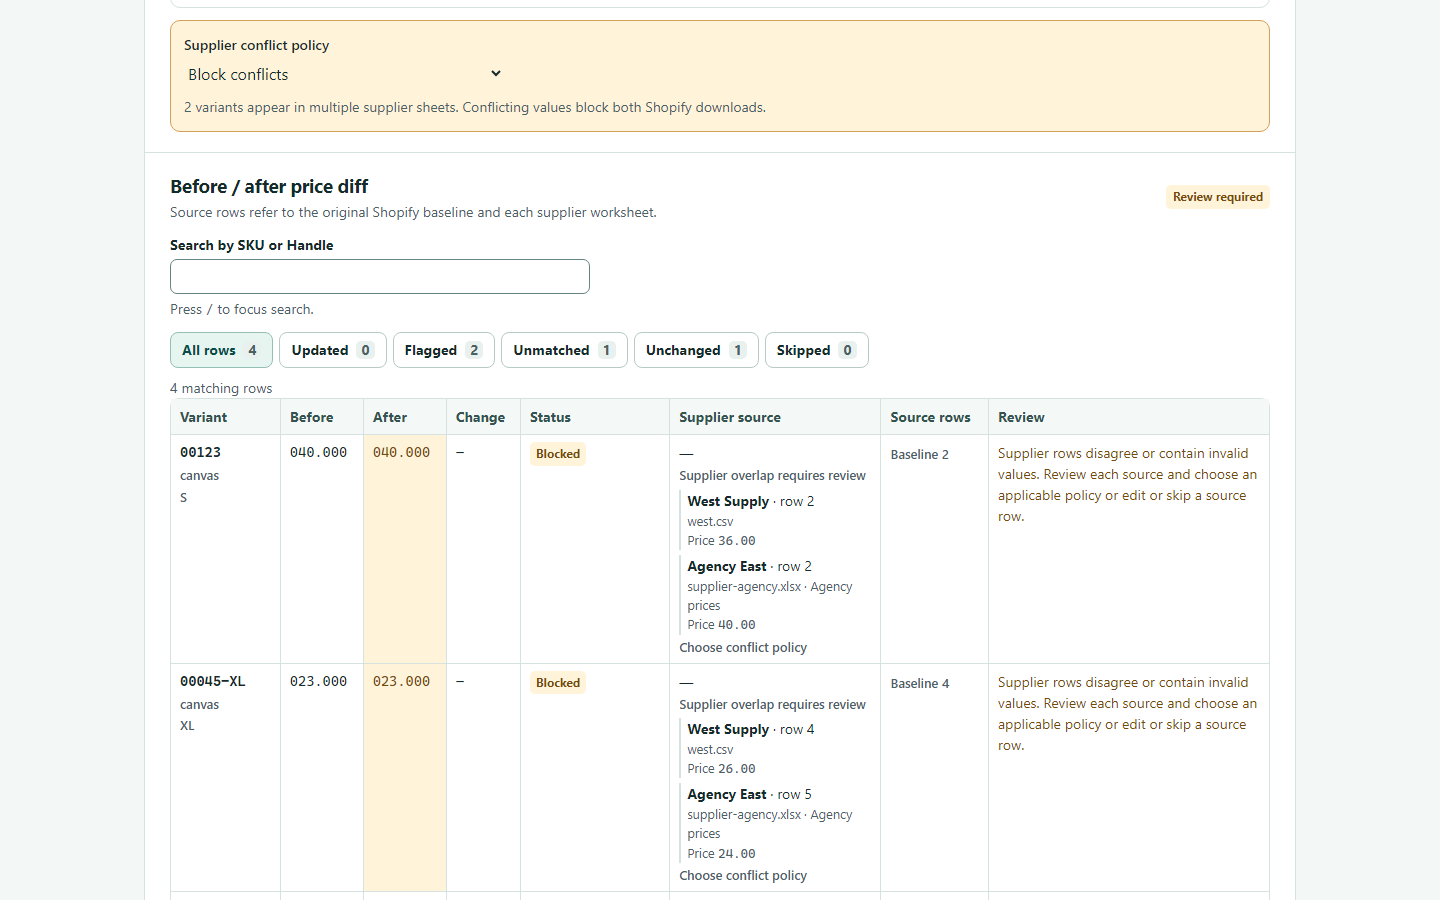 Supplier conflict policy
Block conflicts
2 variants appear in multiple supplier sheets. Conflicting values block both Shopify downloads.
Before / after price diff
Source rows refer to the original Shopify baseline and each supplier worksheet.
Review required
Search by SKU or Handle
Press / to focus search.
All rows 4
Updated 0
Flagged 2
Unmatched 1
Unchanged 1
Skipped 0
4 matching rows
Variant Before After Change Status Supplier source Source rows Review
00123
canvas
S
040.000
040.000
–
Blocked
—
Supplier overlap requires review
West Supply · row 2
west.csv
Price 36.00
Agency East · row 2
supplier-agency.xlsx · Agency
prices
Price 40.00
Choose conflict policy
Baseline 2
Supplier rows disagree or contain invalid
values. Review each source and choose an
applicable policy or edit or skip a source
row.
00045-XL
canvas
XL
023.000
023.000
–
Blocked
—
Supplier overlap requires review
West Supply · row 4
west.csv
Price 26.00
Agency East · row 5
supplier-agency.xlsx · Agency
prices
Price 24.00
Choose conflict policy
Baseline 4
Supplier rows disagree or contain invalid
values. Review each source and choose an
applicable policy or edit or skip a source
row.